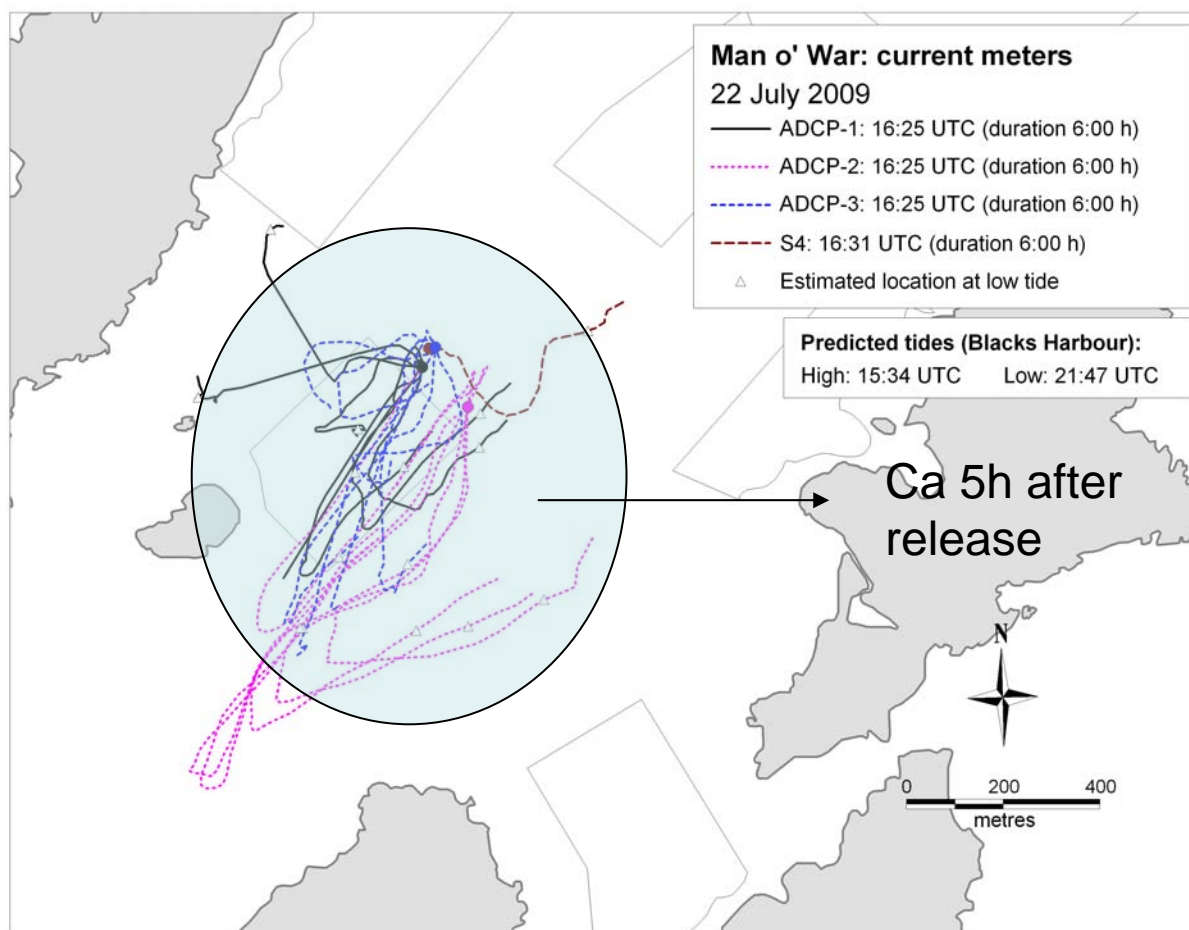 Man o' War: current meters
22 July 2009
ADCP-1: 16:25 UTC (duration 6:00 h)
ADCP-2: 16:25 UTC (duration 6:00 h)
ADCP-3: 16:25 UTC (duration 6:00 h)
S4: 16:31 UTC (duration 6:00 h)
Estimated location at low tide
Predicted tides (Blacks Harbour):
High: 15:34 UTC Low: 21:47 UTC
Ca 5h after
release
N
0 200 400
metres